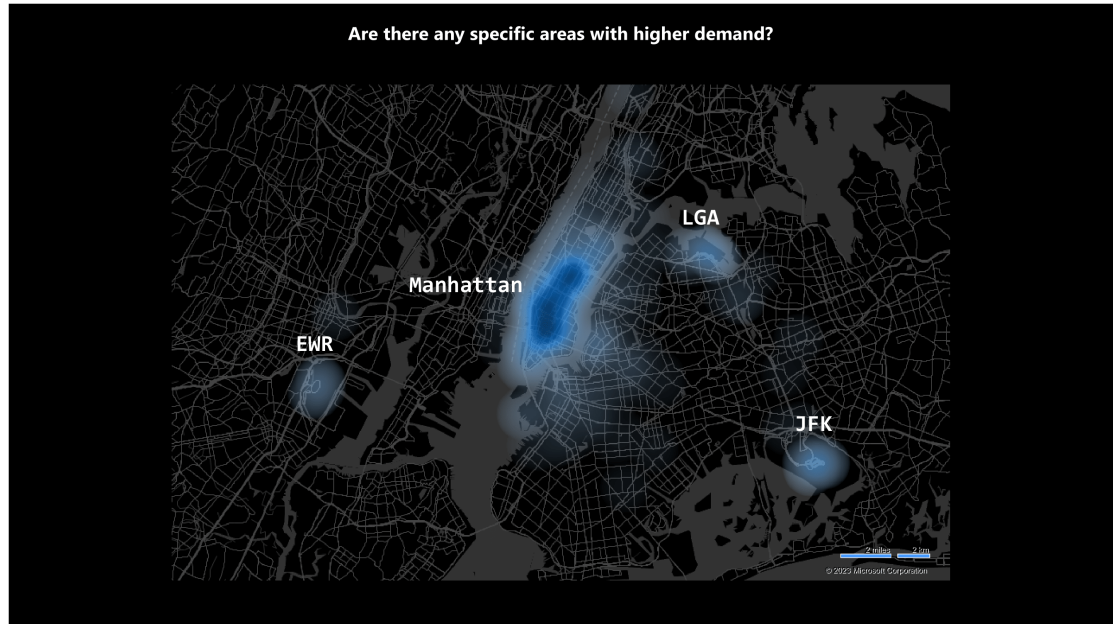 Are there any specific areas with higher demand?
LGA
Manhattan
EWR
JFK
2 miles 2 km
© 2023 Microsoft Corporation